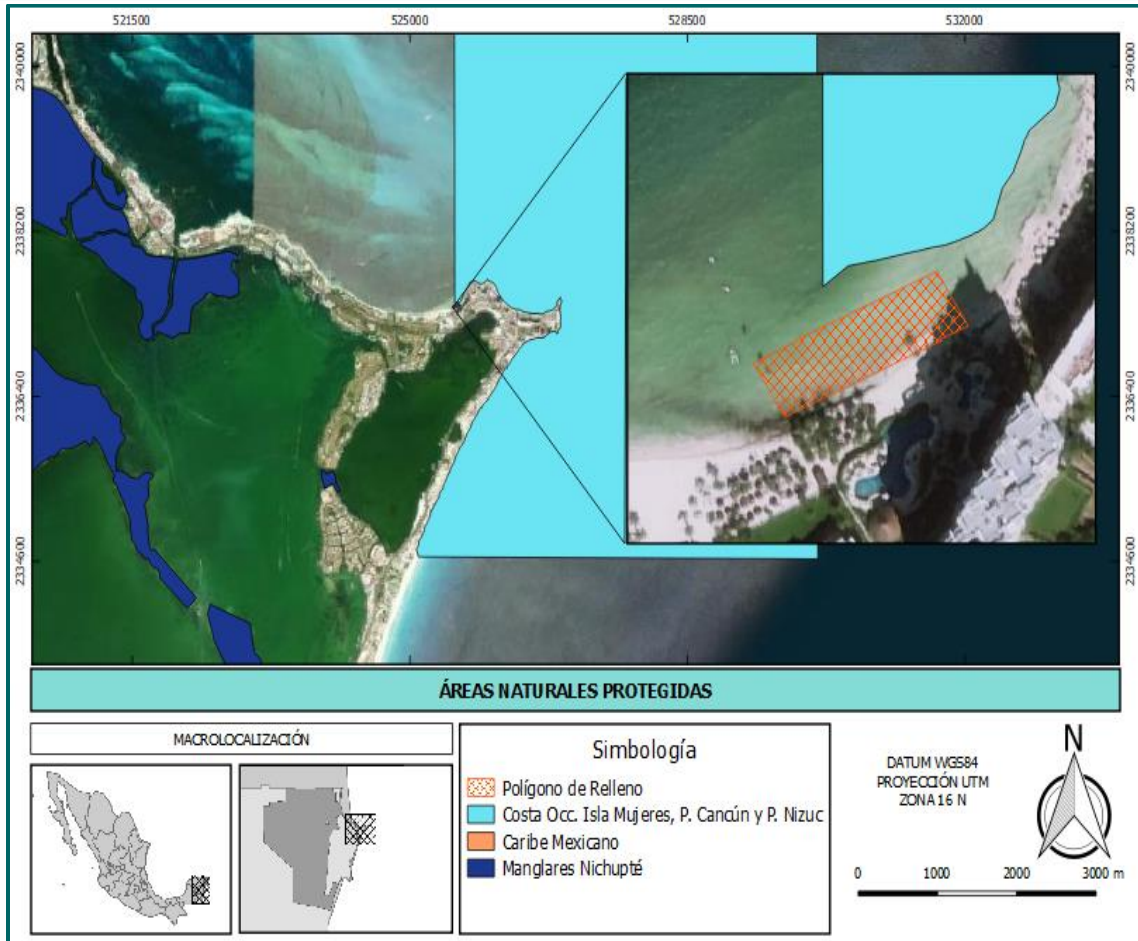 521500 525000 528500 532000
2340000 2340000
2338200 2338200
2336400 2336400
2334600 2334600
ÁREAS NATURALES PROTEGIDAS
MACROLOCALIZACIÓN
Simbología
Polígono de Relleno
Costa Occ. Isla Mujeres, P. Cancún y P. Nizuc
Caribe Mexicano
Manglares Nichupté
DATUM WGS84
PROYECCIÓN UTM
ZONA 16 N
N
0 1000 2000 3000 m